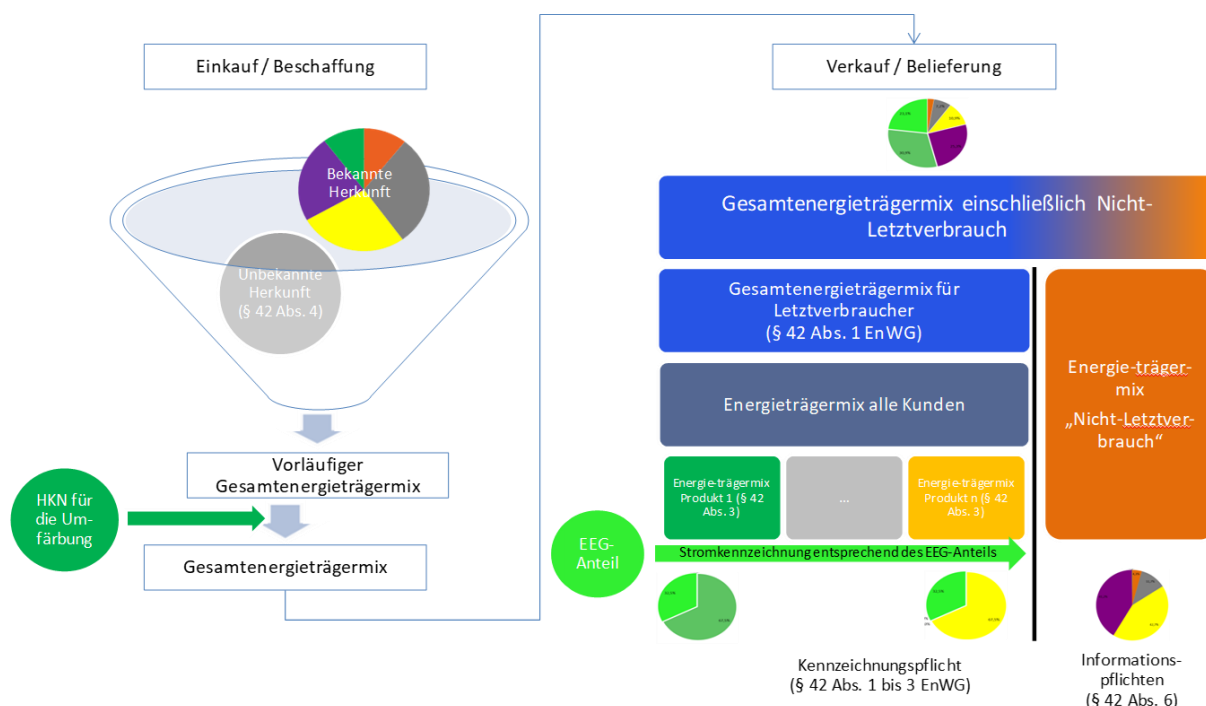 Einkauf / Beschaffung
Bekannte
Herkunft
Unbekannte
Herkunft
(§ 42 Abs. 4)
Vorläufiger
Gesamtenergieträgermix
HKN für
die Um-
färbung
Gesamtenergieträgermix
Verkauf / Belieferung
Gesamtenergieträgermix einschließlich Nicht-
Letztverbrauch
Gesamtenergieträgermix für
Letztverbraucher
(§ 42 Abs. 1 EnWG)
Energieträgermix alle Kunden
Energie-trägermix
Produkt 1 (§ 42
Abs. 3)
...
Energie-trägermix
Produkt n (§ 42
Abs. 3)
Energie-träger-
mix
„Nicht-Letztver-
brauch“
EEG-
Anteil
Stromkennzeichnung entsprechend des EEG-Anteils
Kennzeichnungspflicht
(§ 42 Abs. 1 bis 3 EnWG)
Informations-
pflichten
(§ 42 Abs. 6)